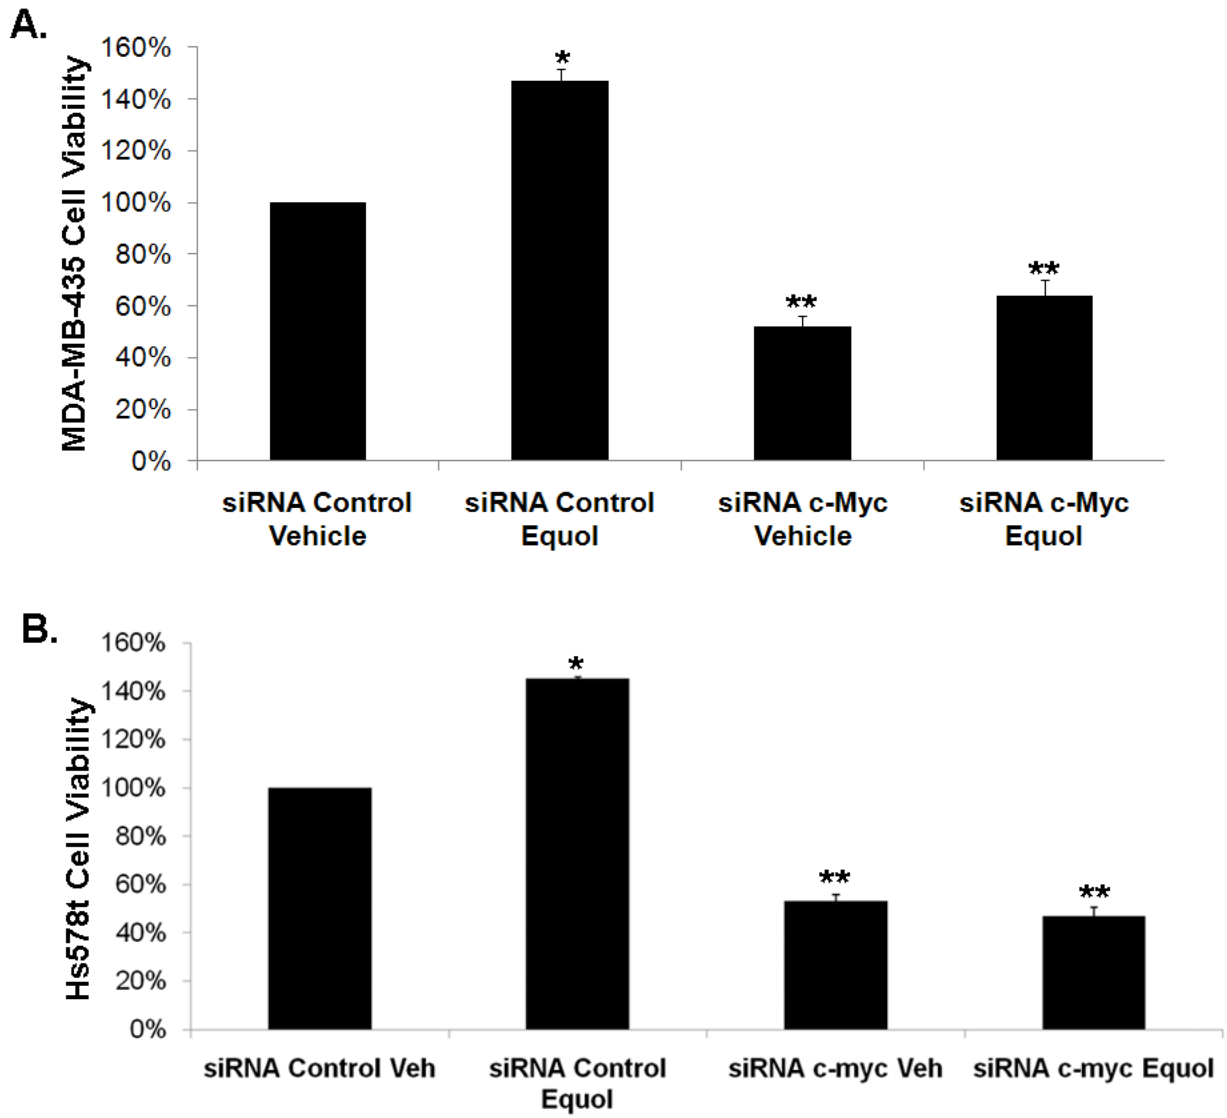 A.
MDA-MB-435 Cell Viability
160%
140%
120%
100%
80%
60%
40%
20%
0%
*
**
**
siRNA Control
Vehicle
siRNA Control
Equol
siRNA c-Myc
Vehicle
siRNA c-Myc
Equol
B.
Hs578t Cell Viability
160%
140%
120%
100%
80%
60%
40%
20%
0%
*
**
**
siRNA Control Veh
siRNA Control
Equol
siRNA c-myc Veh
siRNA c-myc Equol